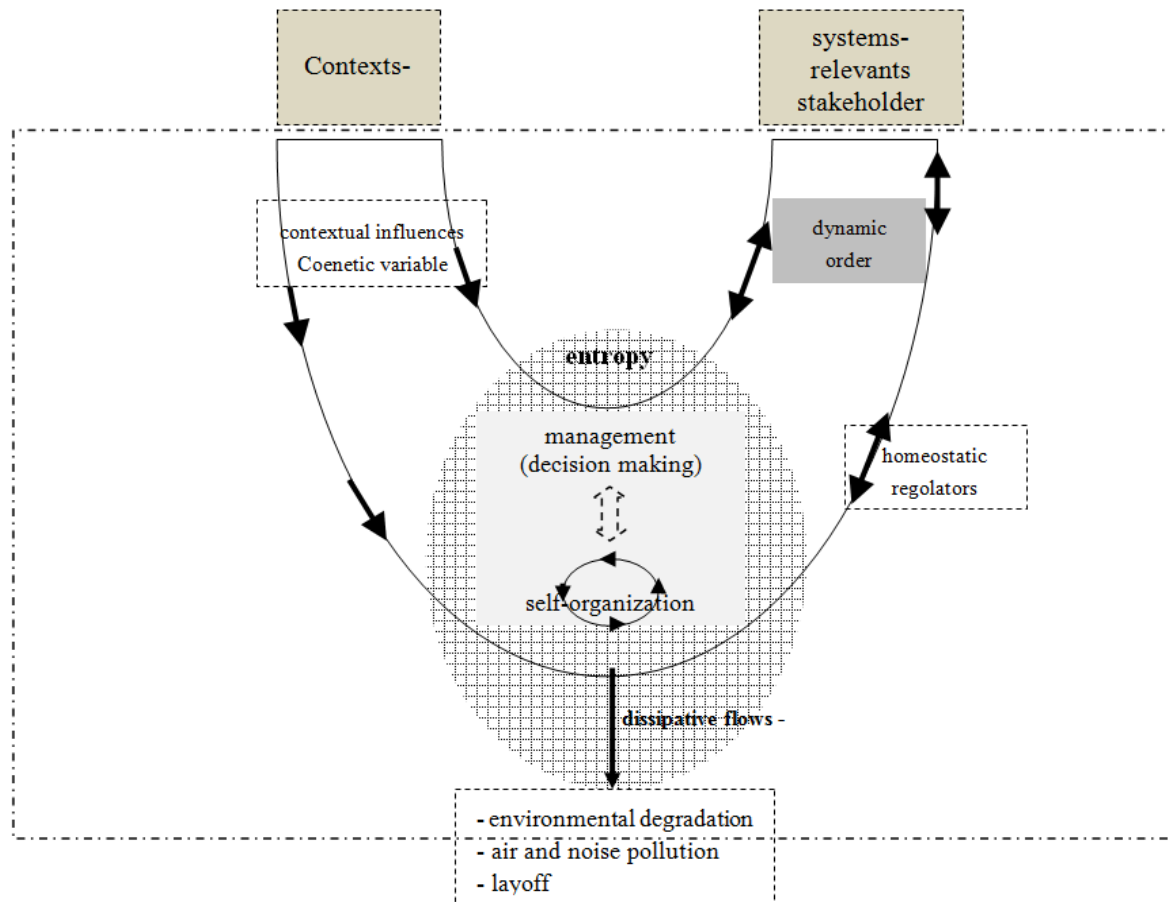 Contexts-
systems-
relevants
stakeholder
contextual influences
Coenetic variable
dynamic
order
entropy
management
(decision making)
homeostatic
regolators
self-organization
dissipative flows -
- environmental degradation
- air and noise pollution
- layoff